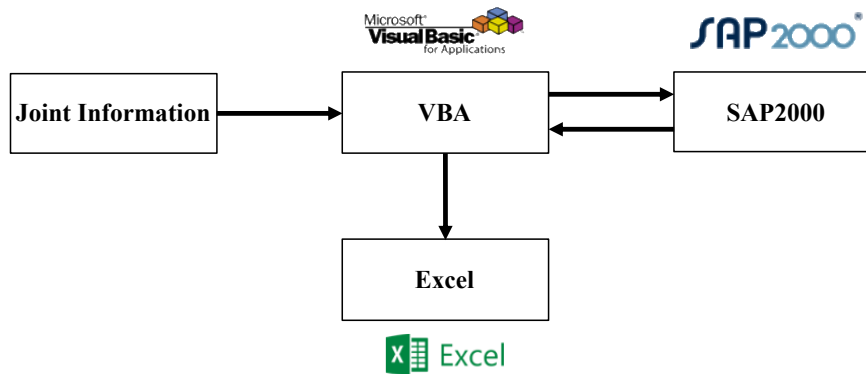 Microsoft®
Visual Basic®
for Applications
SAP2000®
Joint Information
VBA
SAP2000
Excel
X Excel